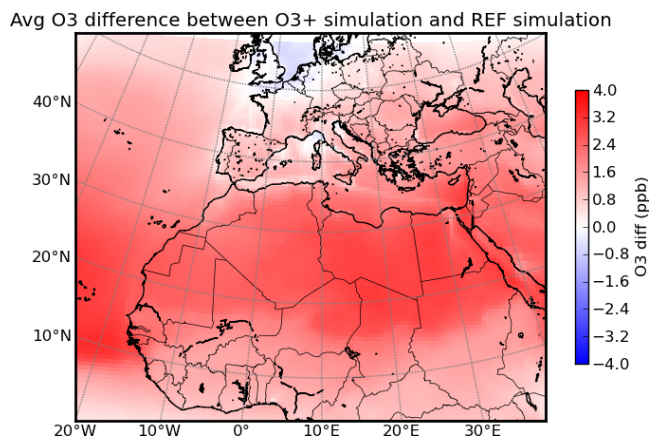 Avg O3 difference between O3+ simulation and REF simulation
40°N
30°N
20°N
10°N
20°W
10°W
0°
10°E
20°E
30°E
4.0
3.2
2.4
1.6
0.8
0.0
−0.8
−1.6
−2.4
−3.2
−4.0
O3 diff (ppb)